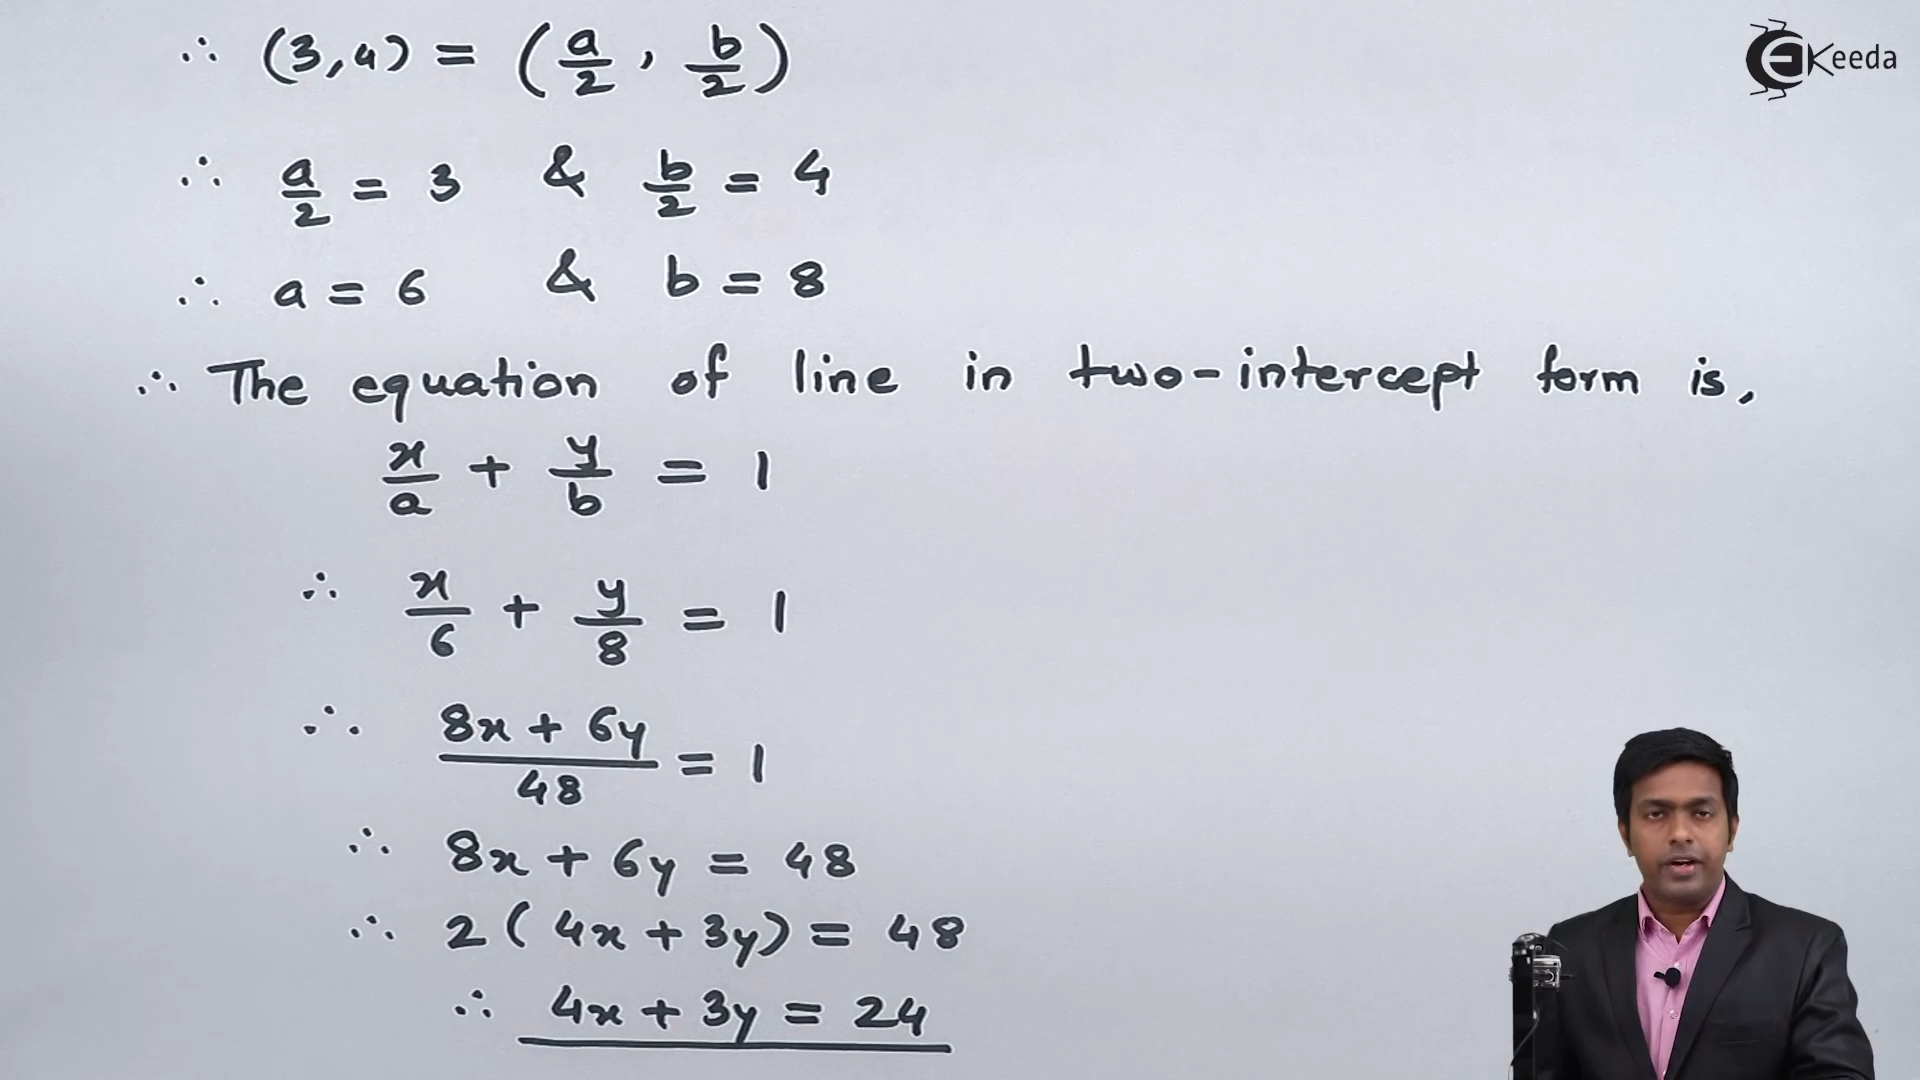 ∴ (3,4) = (a/2, b/2)
EKeeda
∴ a/2 = 3 & b/2 = 4
∴ a = 6 & b = 8
∴ The equation of line in two-intercept form is,
x/a + y/b = 1
∴ x/6 + y/8 = 1
∴ (8x + 6y)/48 = 1
∴ 8x + 6y = 48
∴ 2(4x + 3y) = 48
∴ 4x + 3y = 24